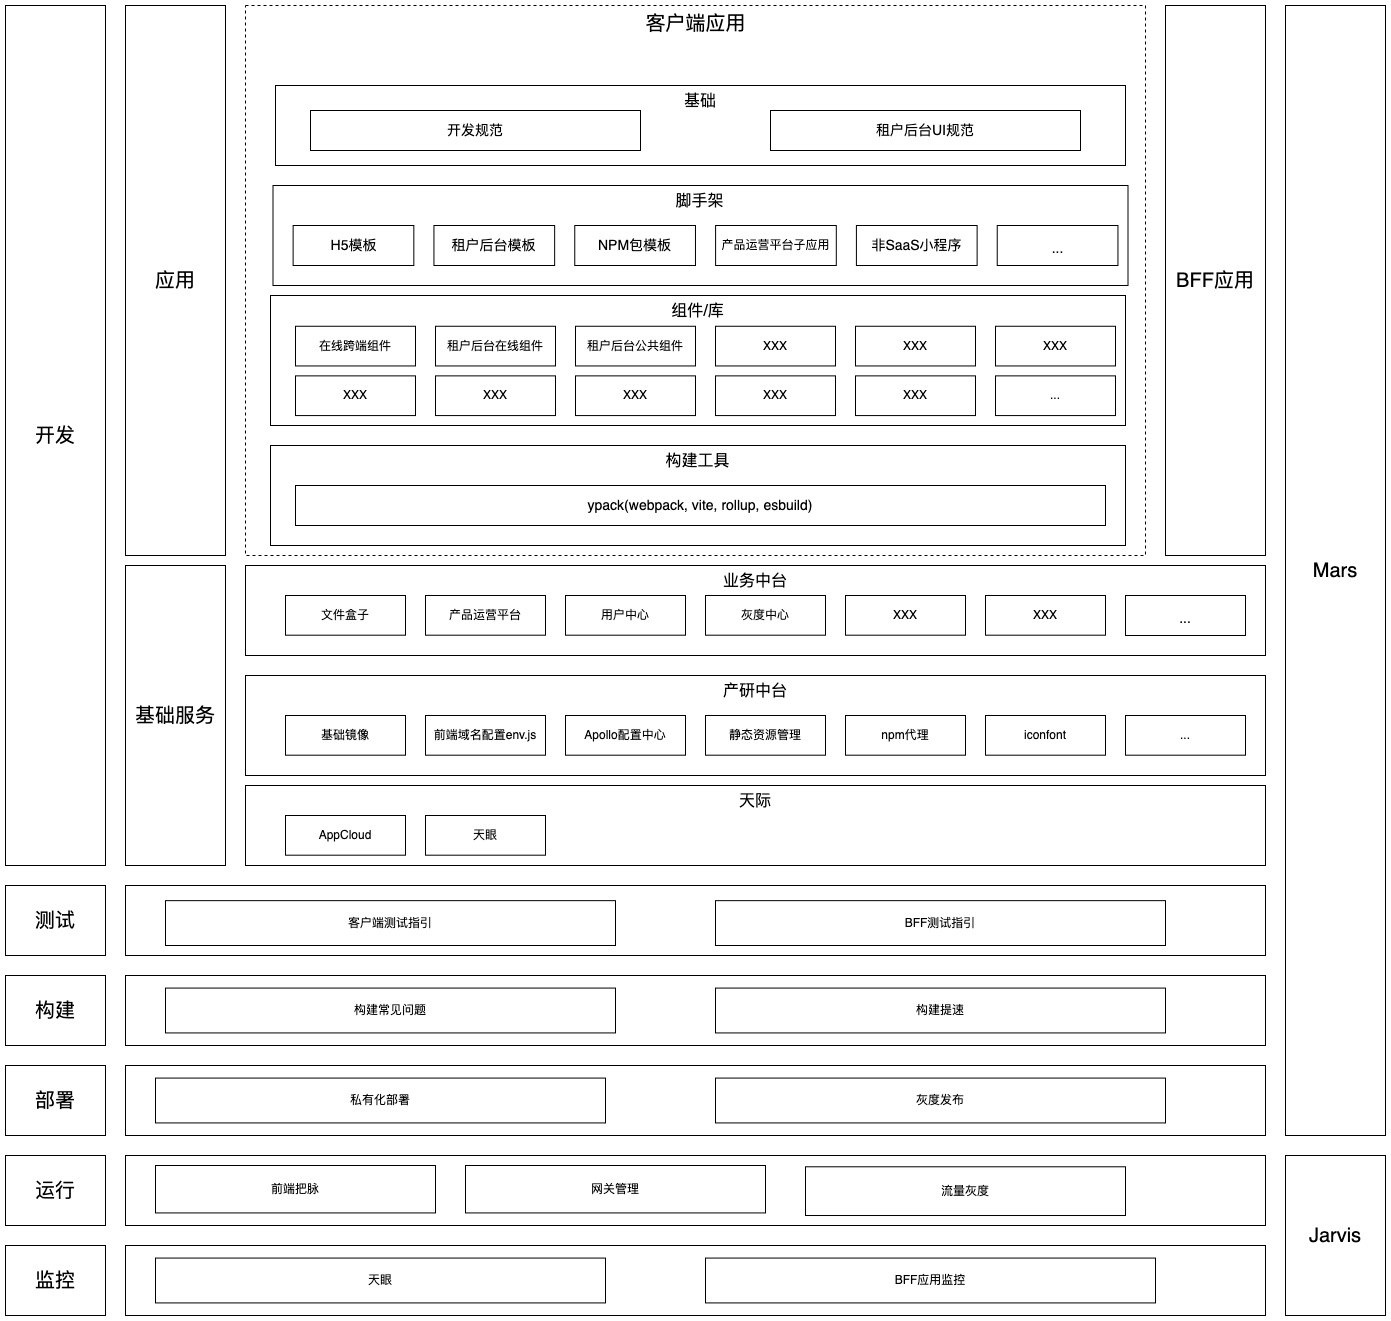 开发
应用
客户端应用
基础
开发规范
租户后台UI规范
脚手架
H5模板
租户后台模板
NPM包模板
产品运营平台子应用
非SaaS小程序
...
组件/库
在线跨端组件
租户后台在线组件
租户后台公共组件
XXX
XXX
XXX
XXX
XXX
XXX
XXX
XXX
...
构建工具
ypack(webpack, vite, rollup, esbuild)
BFF应用
Mars
基础服务
业务中台
文件盒子
产品运营平台
用户中心
灰度中心
XXX
XXX
...
产研中台
基础镜像
前端域名配置env.js
Apollo配置中心
静态资源管理
npm代理
iconfont
...
天际
AppCloud
天眼
测试
客户端测试指引
BFF测试指引
构建
构建常见问题
构建提速
部署
私有化部署
灰度发布
运行
前端把脉
网关管理
流量灰度
Jarvis
监控
天眼
BFF应用监控